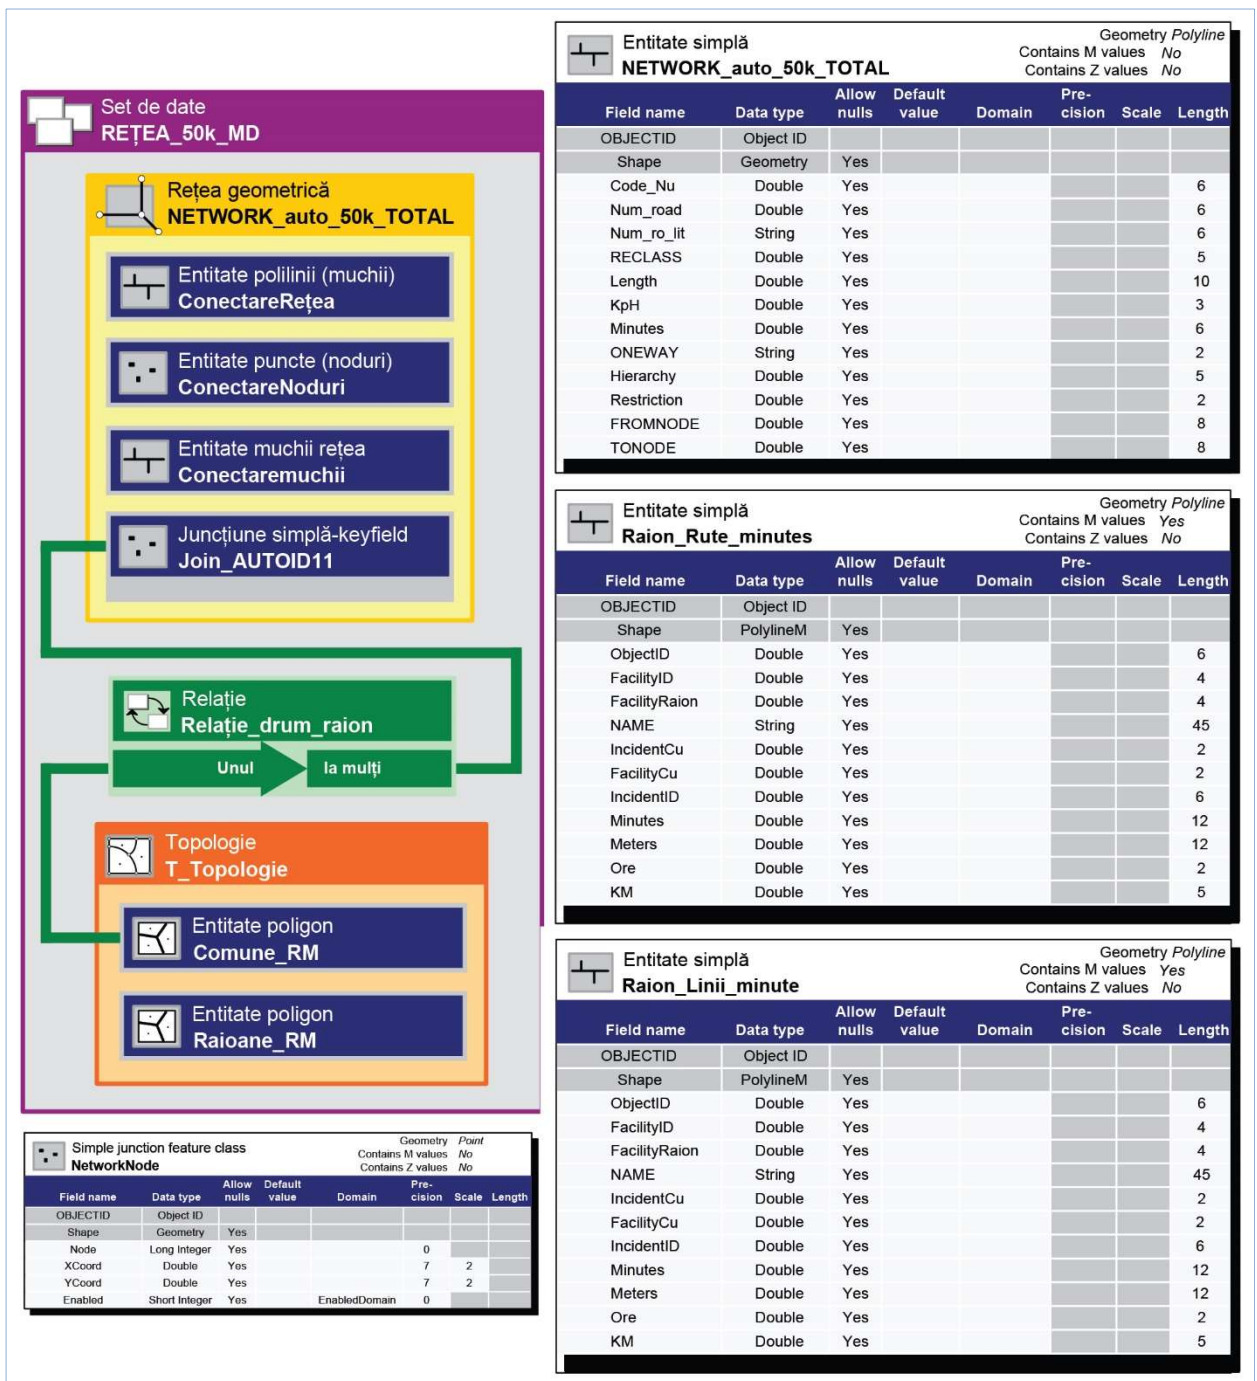 Set de date
REȚEA_50k_MD
Rețea geometrică
NETWORK_auto_50k_TOTAL
Entitate polilinii (muchii)
ConectareRețea
Entitate puncte (noduri)
ConectareNoduri
Entitate muchii rețea
Conectaremuchii
Juncțiune simplă-keyfield
Join_AUTOID11
Relație
Relație_drum_raion
Unul la mulți
Topologie
T_Topologie
Entitate poligon
Comune_RM
Entitate poligon
Raioane_RM
Simple junction feature class
NetworkNode
Geometry Point
Contains M values No
Contains Z values No
Field name Data type Allow nulls Default value Domain Pre-cision Scale Length
OBJECTID Object ID
Shape Geometry Yes
Node Long Integer Yes 0
XCoord Double Yes 7 2
YCoord Double Yes 7 2
Enabled Short Integer Yes EnabledDomain 0
Entitate simplă
NETWORK_auto_50k_TOTAL
Geometry Polyline
Contains M values No
Contains Z values No
Field name Data type Allow nulls Default value Domain Pre-cision Scale Length
OBJECTID Object ID
Shape Geometry Yes
Code_Nu Double Yes 6
Num_road Double Yes 6
Num_ro_lit String Yes 6
RECLASS Double Yes 5
Length Double Yes 10
KpH Double Yes 3
Minutes Double Yes 6
ONEWAY String Yes 2
Hierarchy Double Yes 5
Restriction Double Yes 2
FROMNODE Double Yes 8
TONODE Double Yes 8
Entitate simplă
Raion_Rute_minutes
Geometry Polyline
Contains M values Yes
Contains Z values No
Field name Data type Allow nulls Default value Domain Pre-cision Scale Length
OBJECTID Object ID
Shape PolylineM Yes
ObjectID Double Yes 6
FacilityID Double Yes 4
FacilityRaion Double Yes 4
NAME String Yes 45
IncidentCu Double Yes 2
FacilityCu Double Yes 2
IncidentID Double Yes 6
Minutes Double Yes 12
Meters Double Yes 12
Ore Double Yes 2
KM Double Yes 5
Entitate simplă
Raion_Linii_minute
Geometry Polyline
Contains M values Yes
Contains Z values No
Field name Data type Allow nulls Default value Domain Pre-cision Scale Length
OBJECTID Object ID
Shape PolylineM Yes
ObjectID Double Yes 6
FacilityID Double Yes 4
FacilityRaion Double Yes 4
NAME String Yes 45
IncidentCu Double Yes 2
FacilityCu Double Yes 2
IncidentID Double Yes 6
Minutes Double Yes 12
Meters Double Yes 12
Ore Double Yes 2
KM Double Yes 5